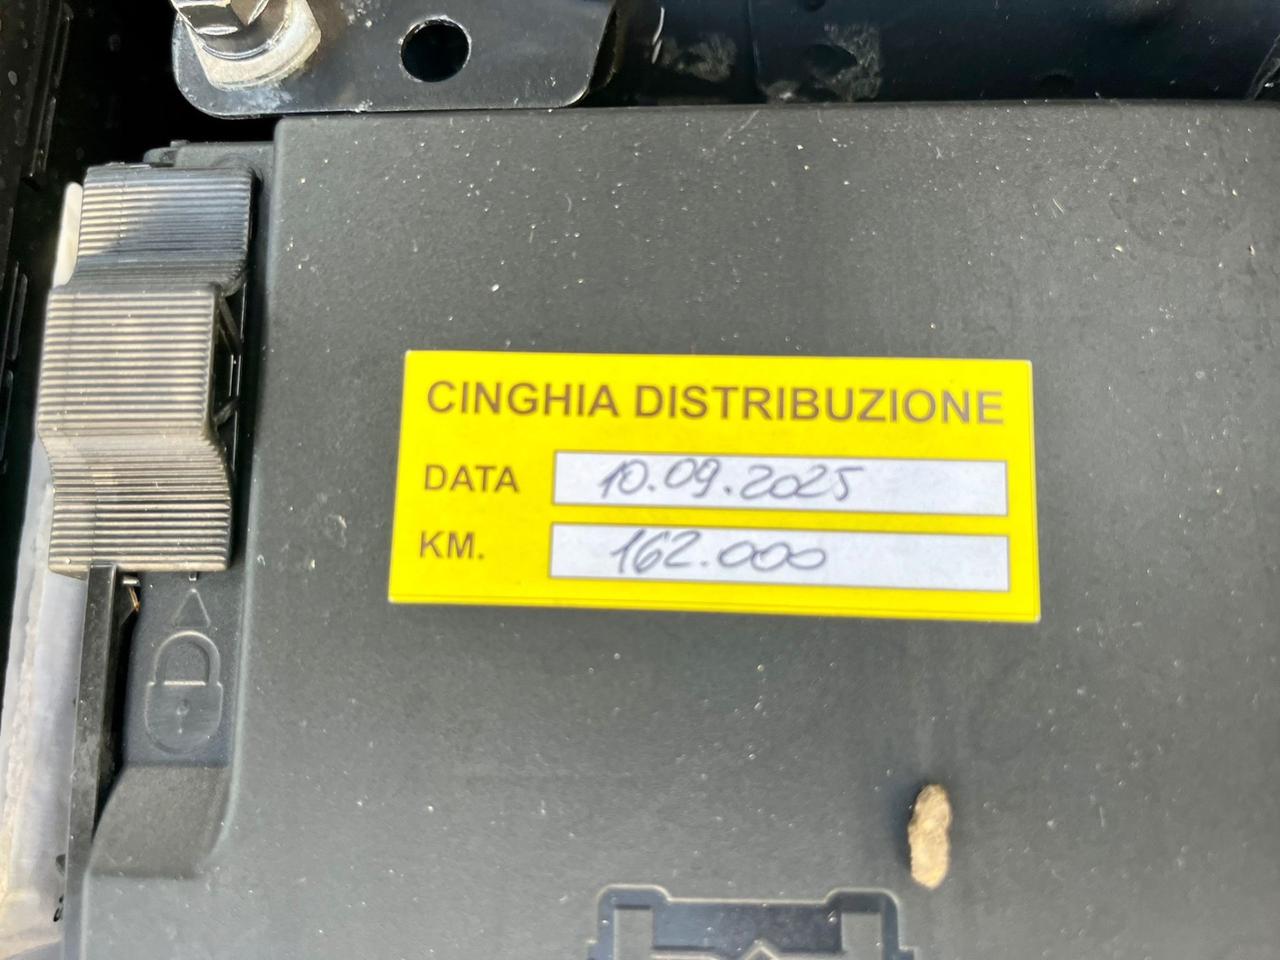 CINGHIA DISTRIBUZIONE
DATA 10.09.2025
KM. 162.000